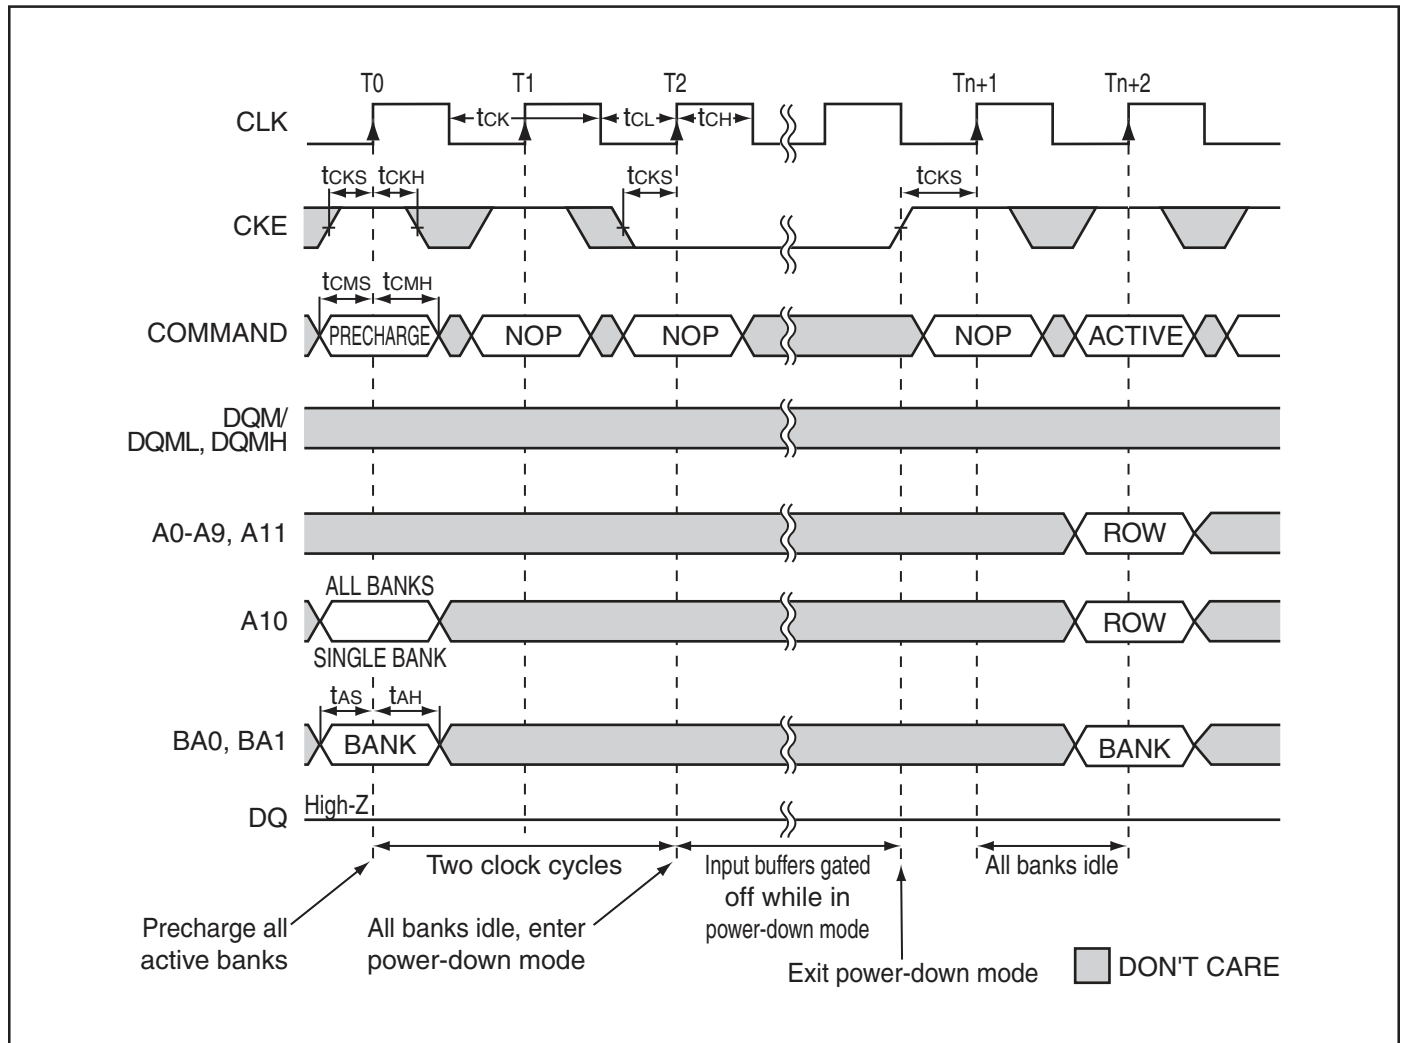 T0 T1 T2 Tn+1 Tn+2
CLK tCK tCL tCH
tCKS tCKH tCKS tCKS
CKE
tCMS tCMH
COMMAND PRECHARGE NOP NOP NOP ACTIVE
DQM/
DQML, DQMH
A0-A9, A11 ROW
ALL BANKS
A10 ROW
SINGLE BANK
tAS tAH
BA0, BA1 BANK BANK
DQ High-Z
Two clock cycles
Input buffers gated
off while in
power-down mode
All banks idle
Precharge all
active banks
All banks idle, enter
power-down mode
Exit power-down mode
DON'T CARE